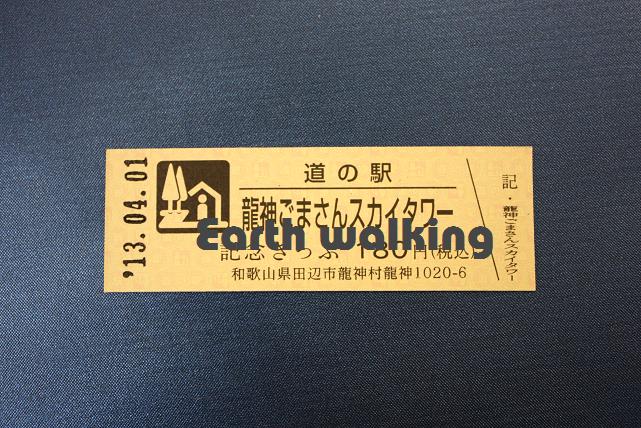 '13.04.01
道の駅
龍神ごまさんスカイタワー
記念きっぷ 180円(税込)
和歌山県田辺市龍神村龍神1020-6
記・龍神ごまさんスカイタワー
Earth walking